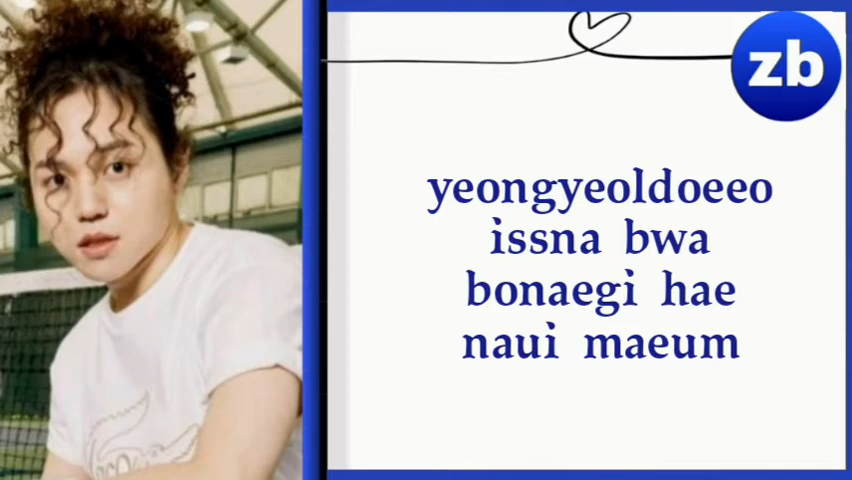 zb
yeongyeoldoeeo
issna bwa
bonaegi hae
naui maeum